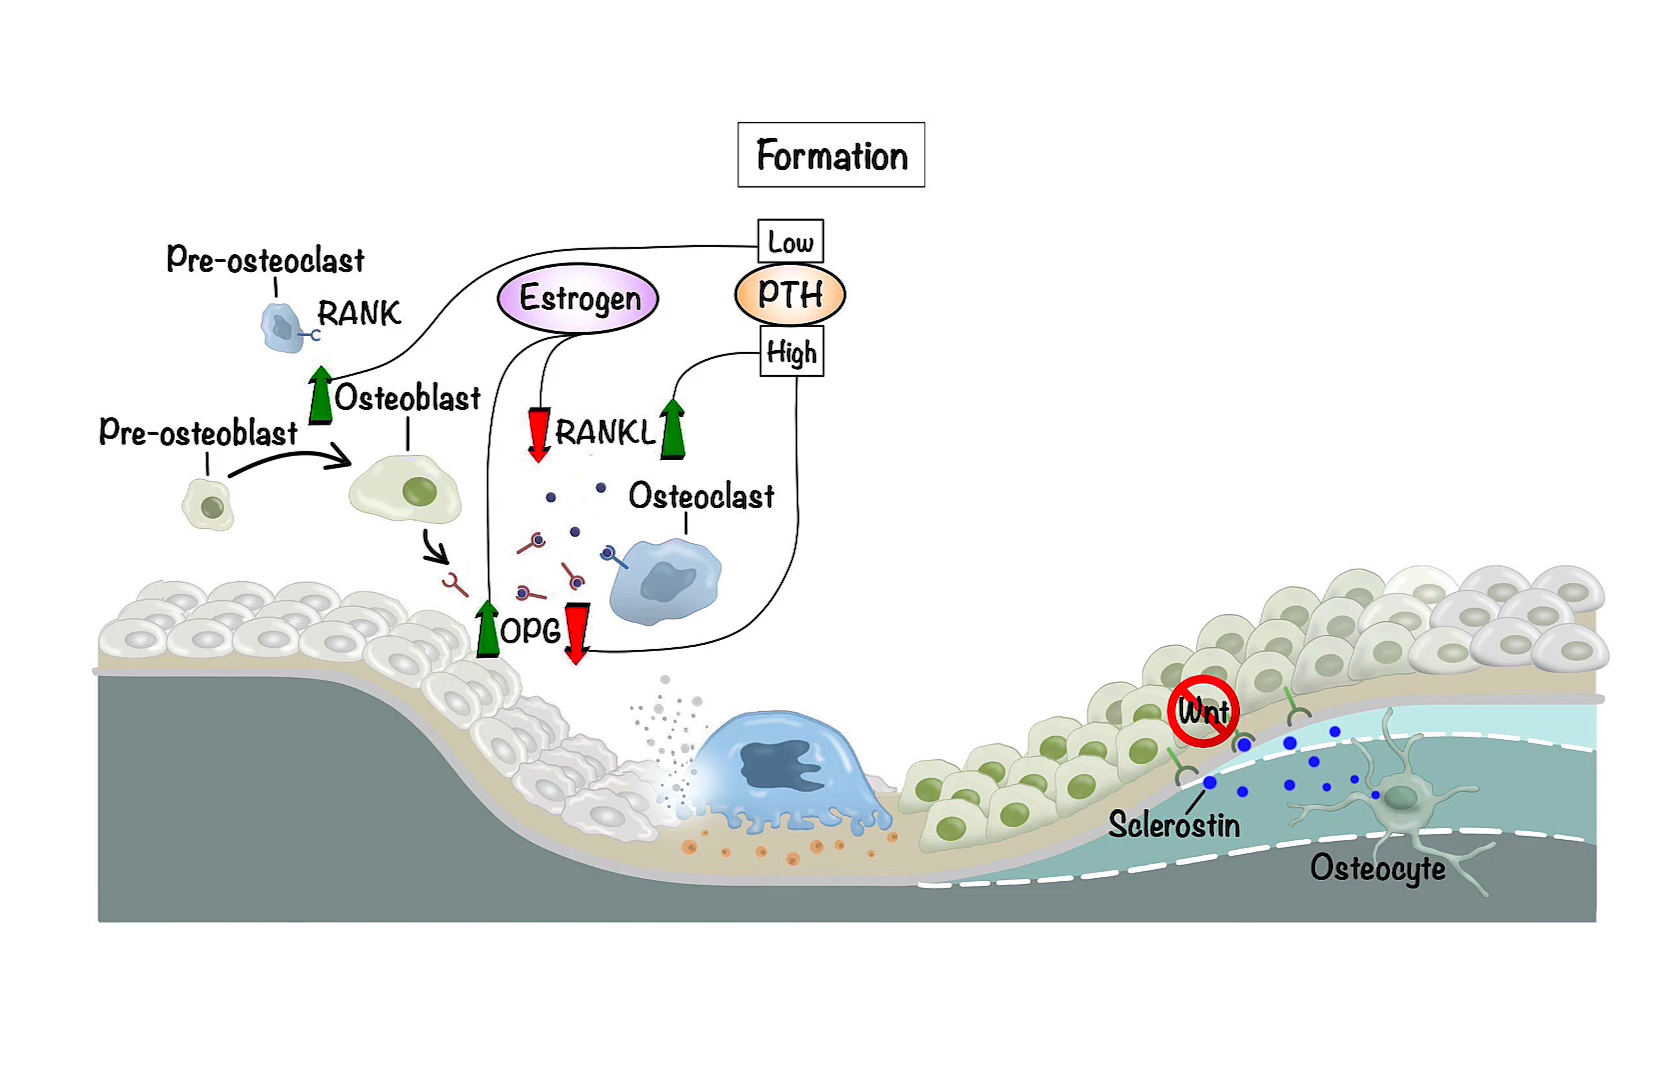 Formation
Low
Pre-osteoclast
Estrogen
PTH
RANK
High
Osteoblast
Pre-osteoblast
RANKL
Osteoclast
OPG
Wnt
Sclerostin
Osteocyte